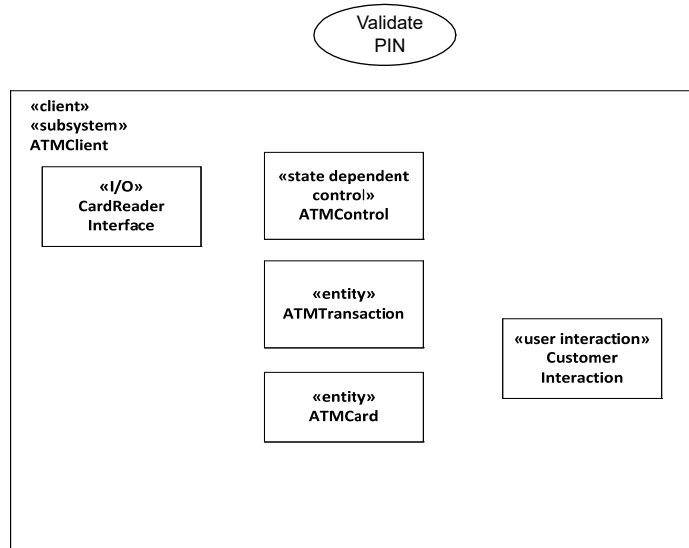 Validate
PIN
«client»
«subsystem»
ATMClient
«I/O»
CardReader
Interface
«state dependent
control»
ATMControl
«entity»
ATMTransaction
«user interaction»
Customer
Interaction
«entity»
ATMCard